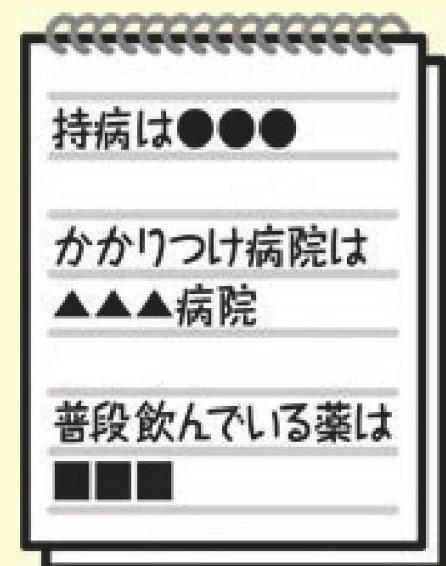 持病は●●●
かかりつけ病院は
▲▲▲病院
普段飲んでいる薬は
■■■